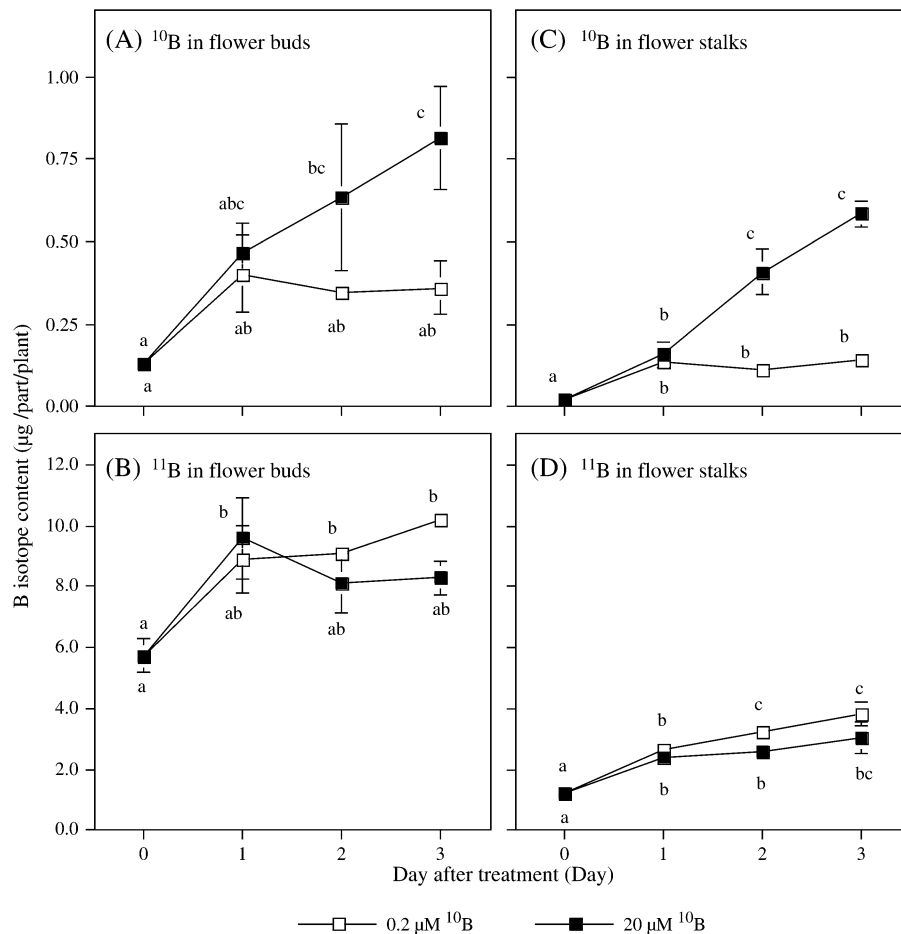 (A) ¹⁰B in flower buds
1.00
0.75
0.50
0.25
0.00
a
a
abc
ab
bc
ab
c
ab
(C) ¹⁰B in flower stalks
a
b
b
c
b
c
b
B isotope content (µg /part/plant)
(B) ¹¹B in flower buds
12.0
10.0
8.0
6.0
4.0
2.0
0.0
a
a
b
ab
b
ab
b
ab
0 1 2 3
(D) ¹¹B in flower stalks
a
a
b
b
c
b
c
bc
0 1 2 3
Day after treatment (Day)
0.2 µM ¹⁰B 20 µM ¹⁰B